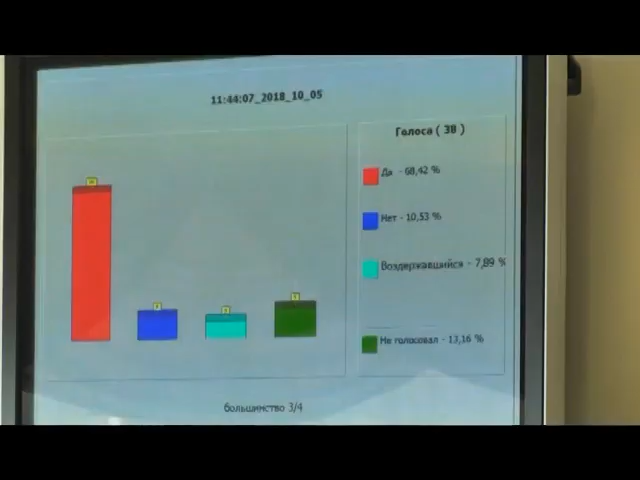 11:44:07_2018_10_05
Голоса ( 38 )
Да - 68,42 %
Нет - 10,53 %
Воздержавшийся - 7,89 %
Не голосовал - 13,16 %
большинство 3/4